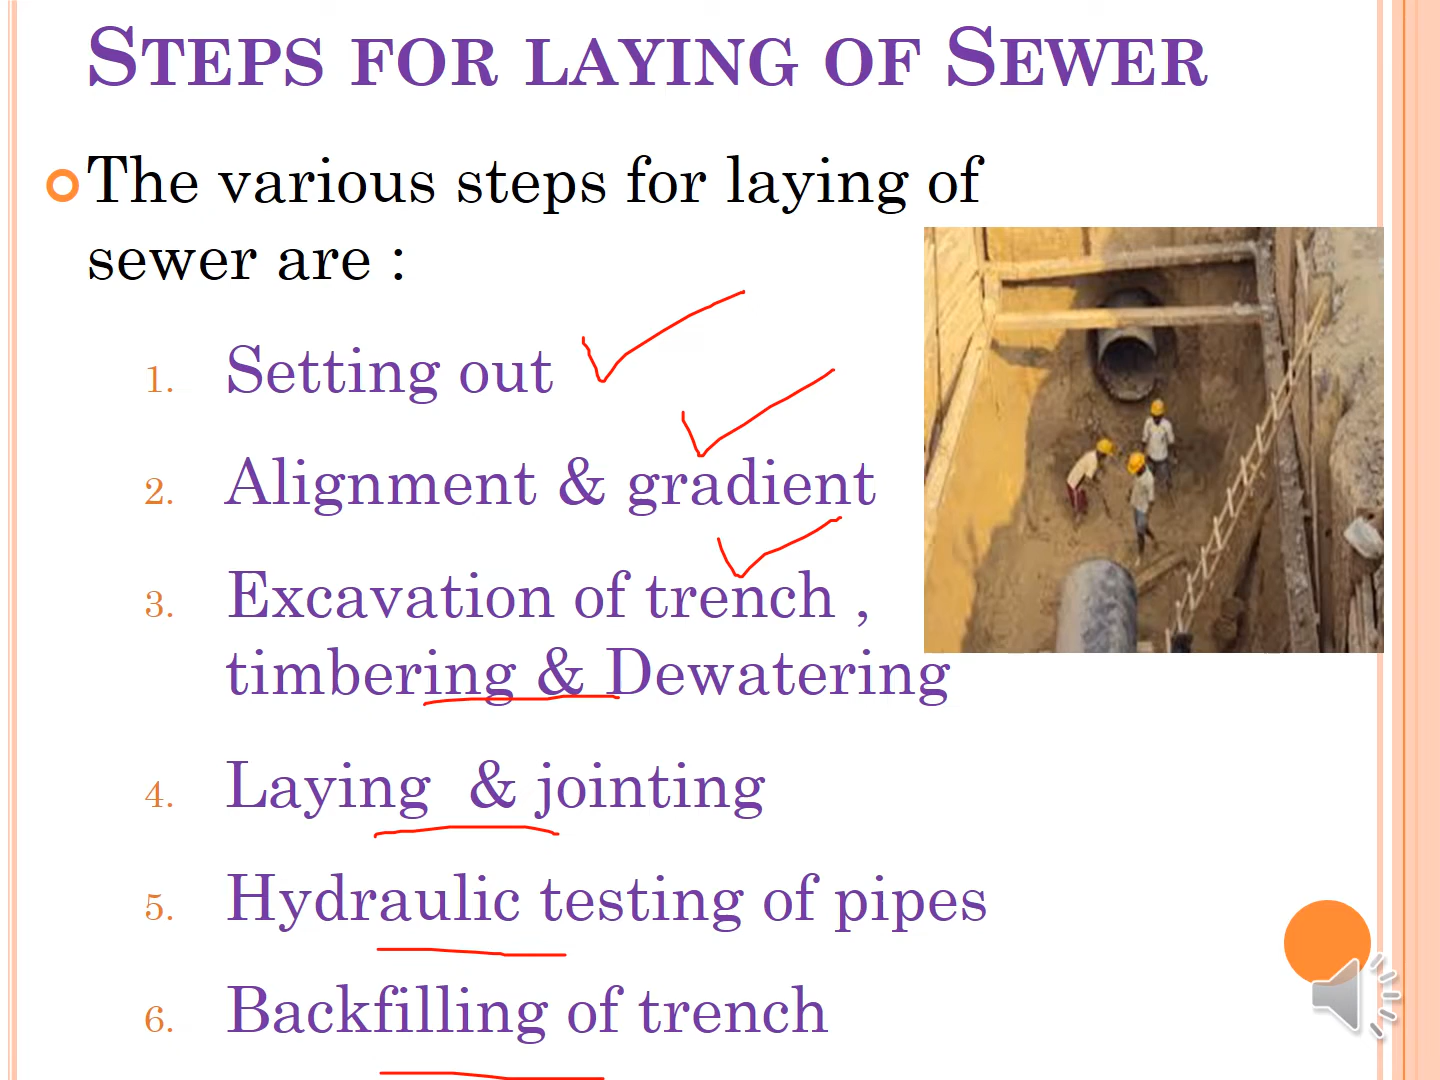 STEPS FOR LAYING OF SEWER
The various steps for laying of
sewer are :
1. Setting out
2. Alignment & gradient
3. Excavation of trench ,
timbering & Dewatering
4. Laying & jointing
5. Hydraulic testing of pipes
6. Backfilling of trench